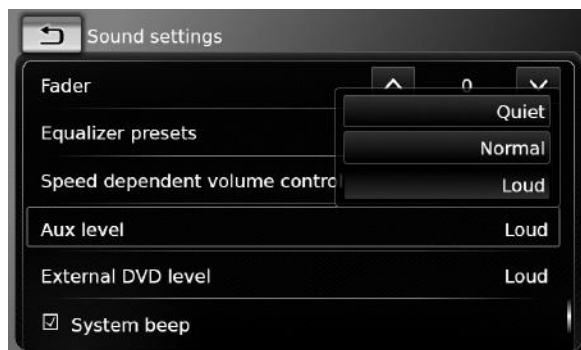 Sound settings
Fader 0
Quiet
Equalizer presets
Normal
Speed dependent volume contro
Loud
Aux level Loud
External DVD level Loud
System beep